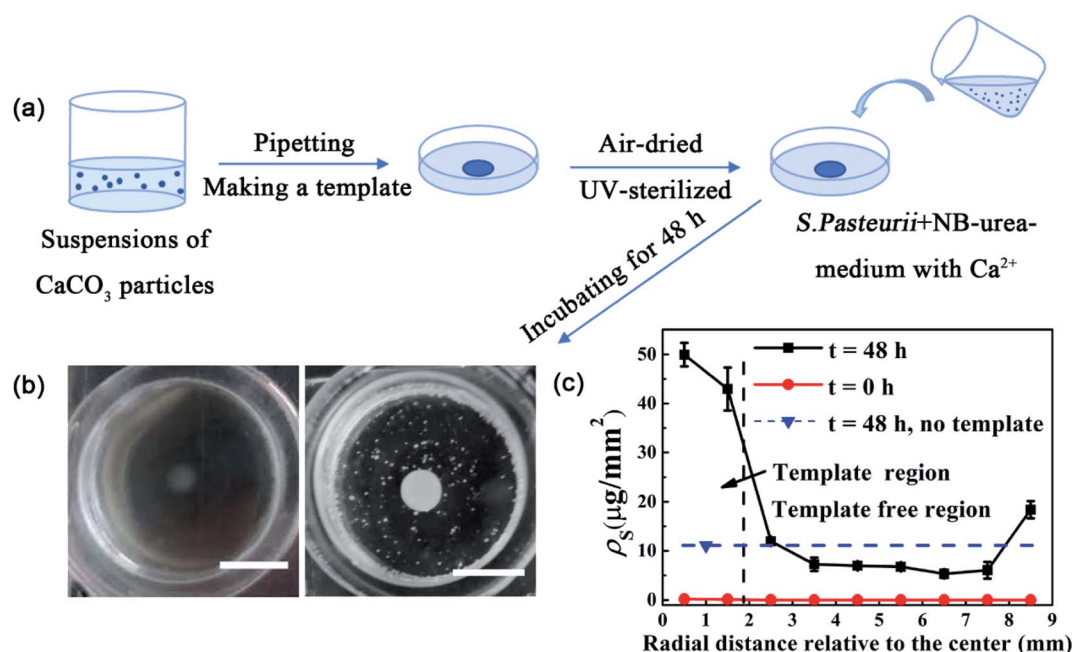 (a)
Pipetting
Making a template
Air-dried
UV-sterilized
Suspensions of
CaCO₃ particles
S.Pasteurii+NB-urea-
medium with Ca²⁺
Incubating for 48 h
(b)
(c)
50
40
30
20
10
0
ρS(μg/mm²)
t = 48 h
t = 0 h
t = 48 h, no template
Template region
Template free region
0 1 2 3 4 5 6 7 8 9
Radial distance relative to the center (mm)